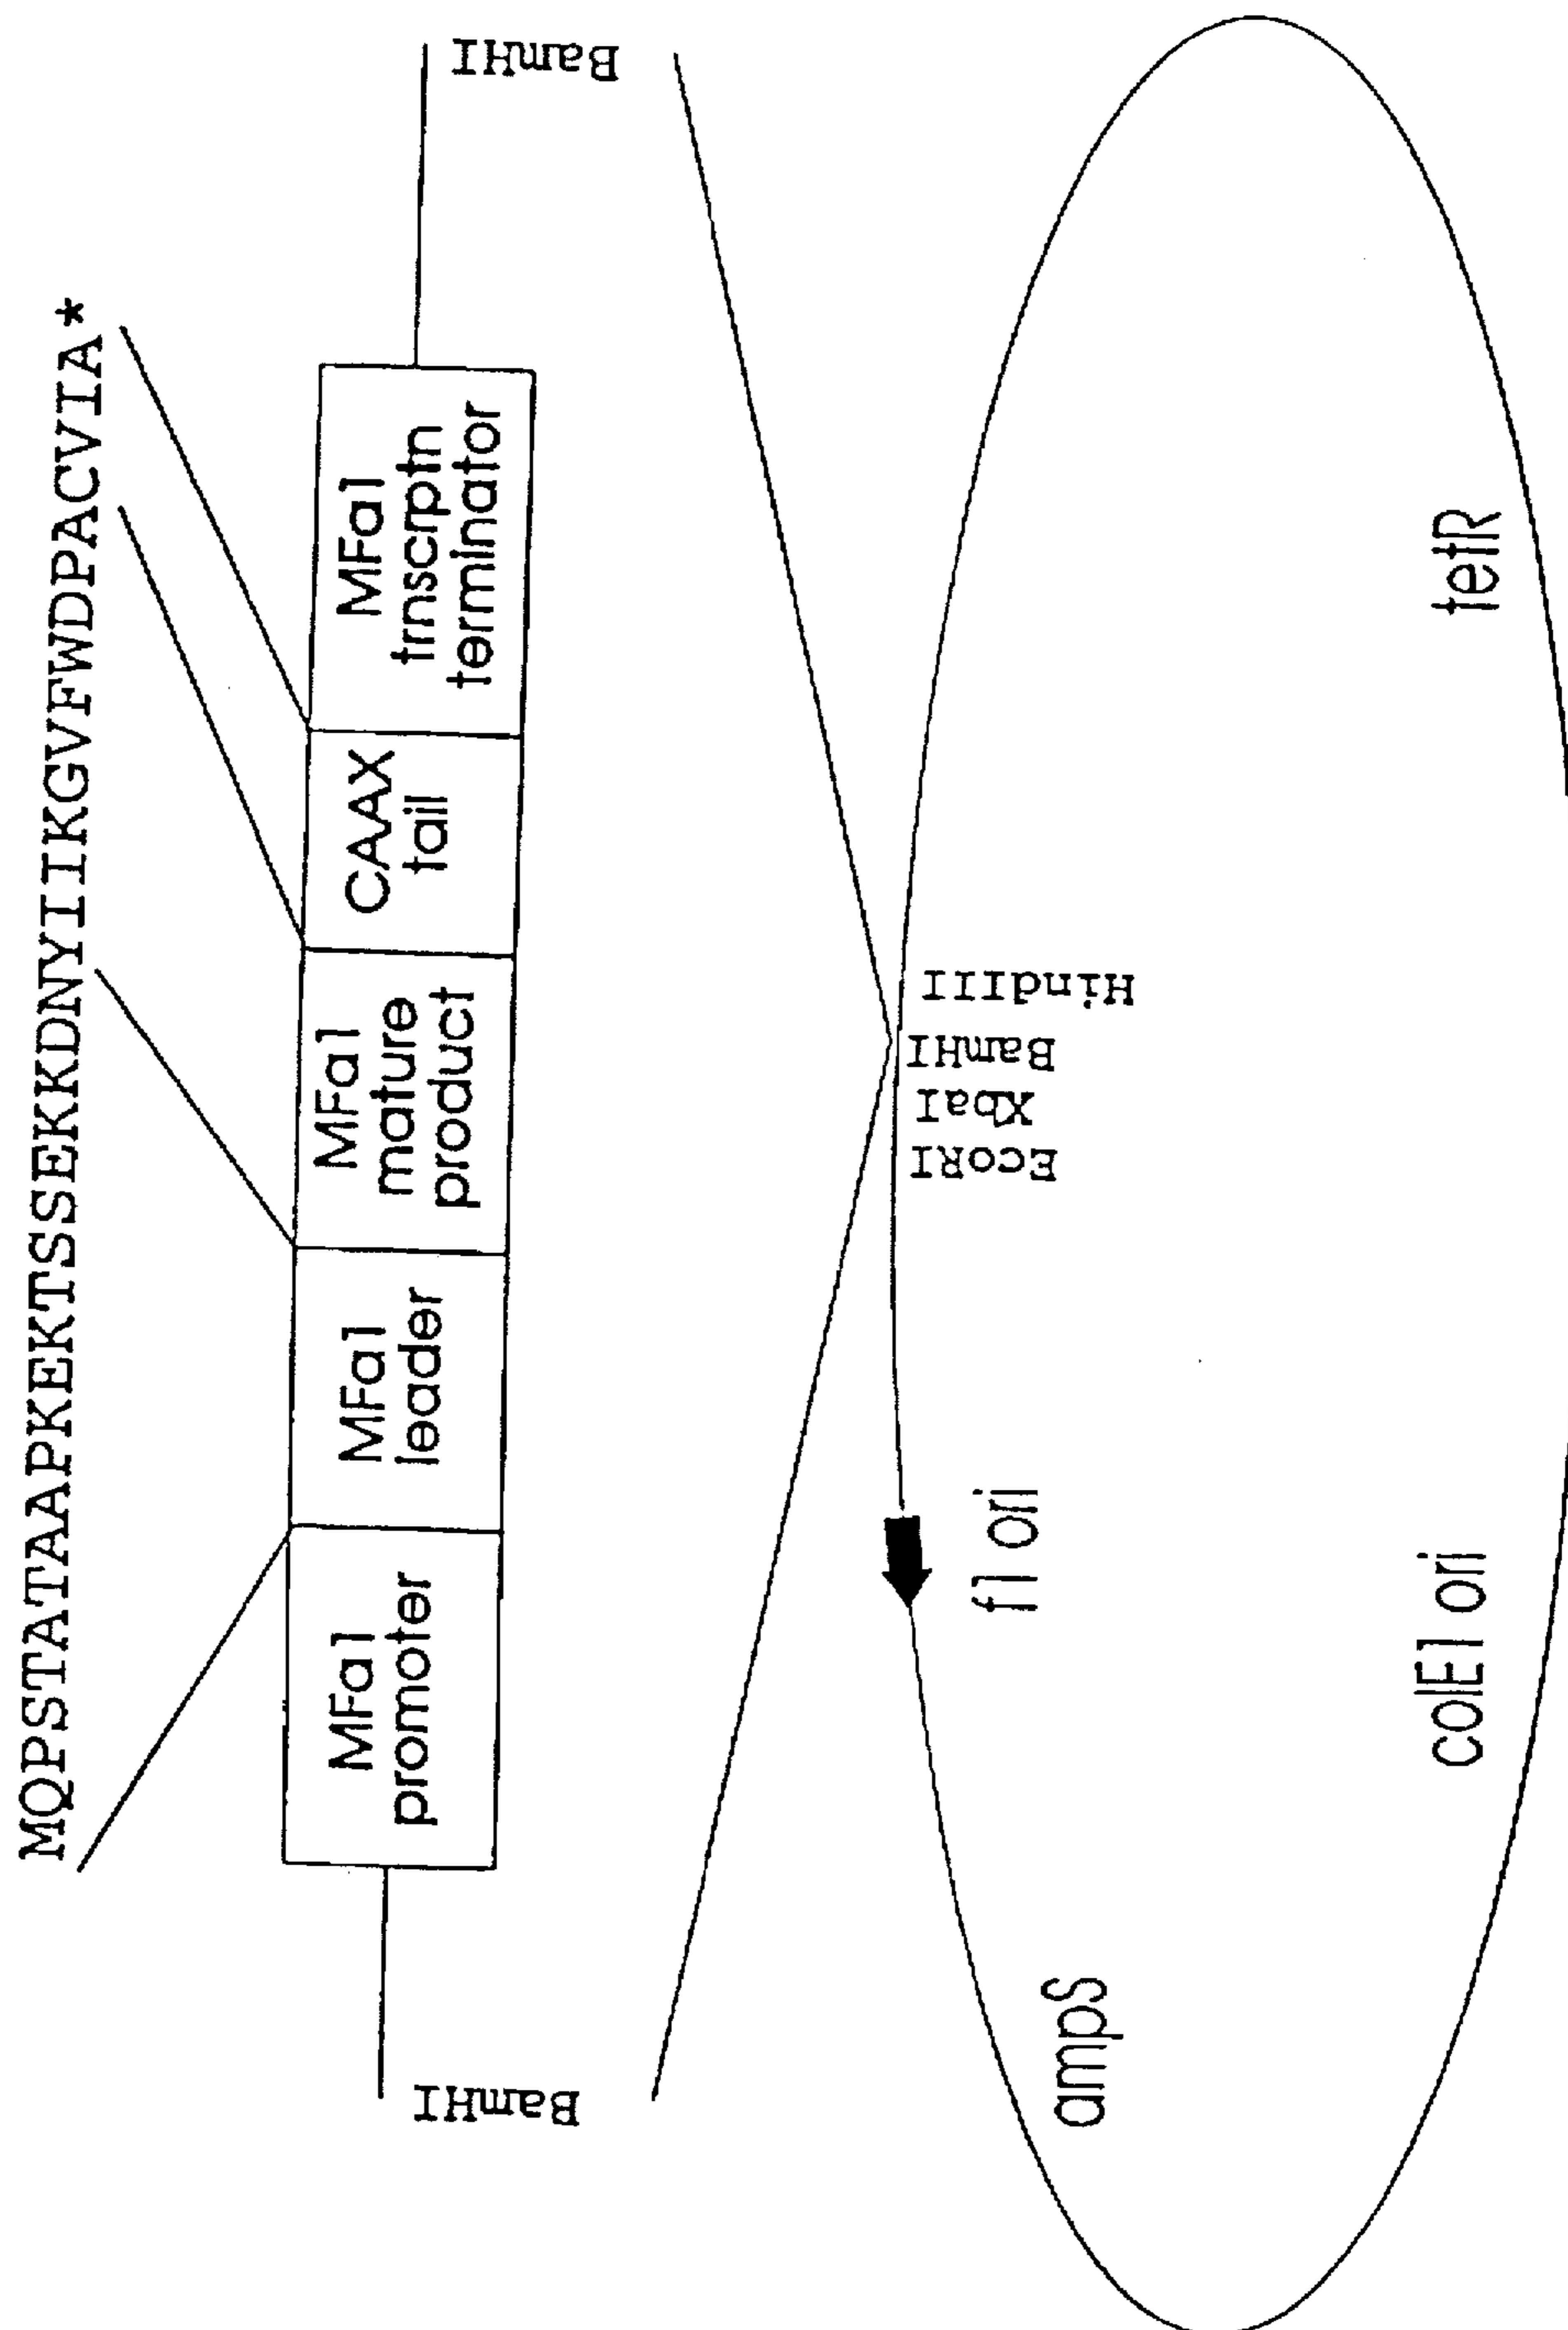 MQPSTATAAPKEKTSSEKKDNYIIKGVFWDPACVIA*
MFa1
promoter
MFa1
leader
MFa1
mature
product
CAAX
tail
MFa1
trnscrptn
terminator
BamHI
BamHI
EcoRI
XbaI
BamHI
HindIII
f1 ori
ampS
colE1 ori
tetR